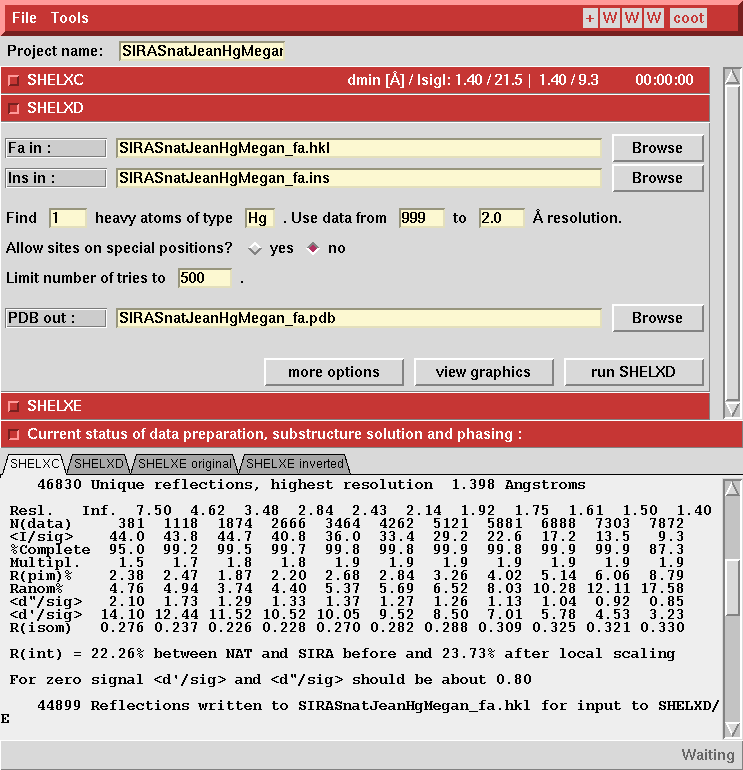 File Tools + W W W coot
Project name: SIRASnatJeanHgMegan
SHELXC dmin [Å] / Isigl: 1.40 / 21.5 | 1.40 / 9.3 00:00:00
SHELXD
Fa in : SIRASnatJeanHgMegan_fa.hkl Browse
Ins in : SIRASnatJeanHgMegan_fa.ins Browse
Find 1 heavy atoms of type Hg . Use data from 999 to 2.0 Å resolution.
Allow sites on special positions? yes no
Limit number of tries to 500 .
PDB out : SIRASnatJeanHgMegan_fa.pdb Browse
more options view graphics run SHELXD
SHELXE
Current status of data preparation, substructure solution and phasing :
SHELXC SHELXD SHELXE original SHELXE inverted
46830 Unique reflections, highest resolution 1.398 Angstroms
Resl. Inf. 7.50 4.62 3.48 2.84 2.43 2.14 1.92 1.75 1.61 1.50 1.40
N(data) 381 1118 1874 2666 3464 4262 5121 5881 6888 7303 7872
<I/sig> 44.0 43.8 44.7 40.8 36.0 33.4 29.2 22.6 17.2 13.5 9.3
%Complete 95.0 99.2 99.5 99.7 99.8 99.8 99.9 99.8 99.9 99.9 87.3
Multipl. 1.5 1.7 1.8 1.8 1.9 1.9 1.9 1.9 1.9 1.9 1.9
R(pim)% 2.38 2.47 1.87 2.20 2.68 2.84 3.26 4.02 5.14 6.06 8.79
Ranom% 4.76 4.94 3.74 4.40 5.37 5.69 6.52 8.03 10.28 12.11 17.58
<d"/sig> 2.10 1.73 1.29 1.33 1.37 1.27 1.26 1.13 1.04 0.92 0.85
<d'/sig> 14.10 12.44 11.52 10.52 10.05 9.52 8.50 7.01 5.78 4.53 3.23
R(isom) 0.276 0.237 0.226 0.228 0.270 0.282 0.288 0.309 0.325 0.321 0.330
R(int) = 22.26% between NAT and SIRA before and 23.73% after local scaling
For zero signal <d'/sig> and <d"/sig> should be about 0.80
44899 Reflections written to SIRASnatJeanHgMegan_fa.hkl for input to SHELXD/
E
Waiting